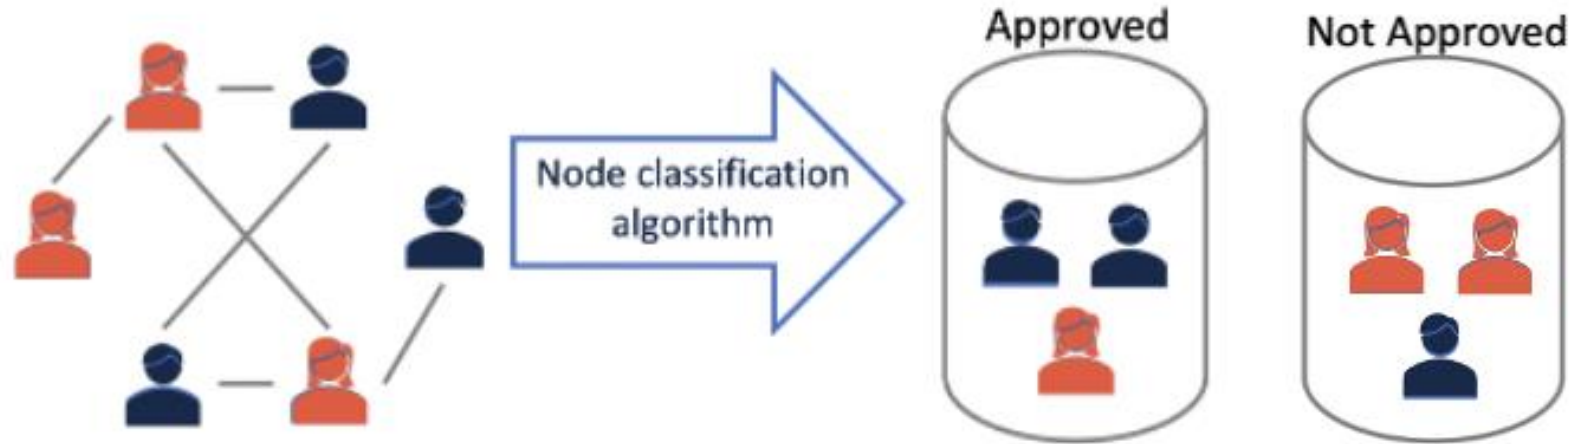 Approved
Not Approved
Node classification
algorithm